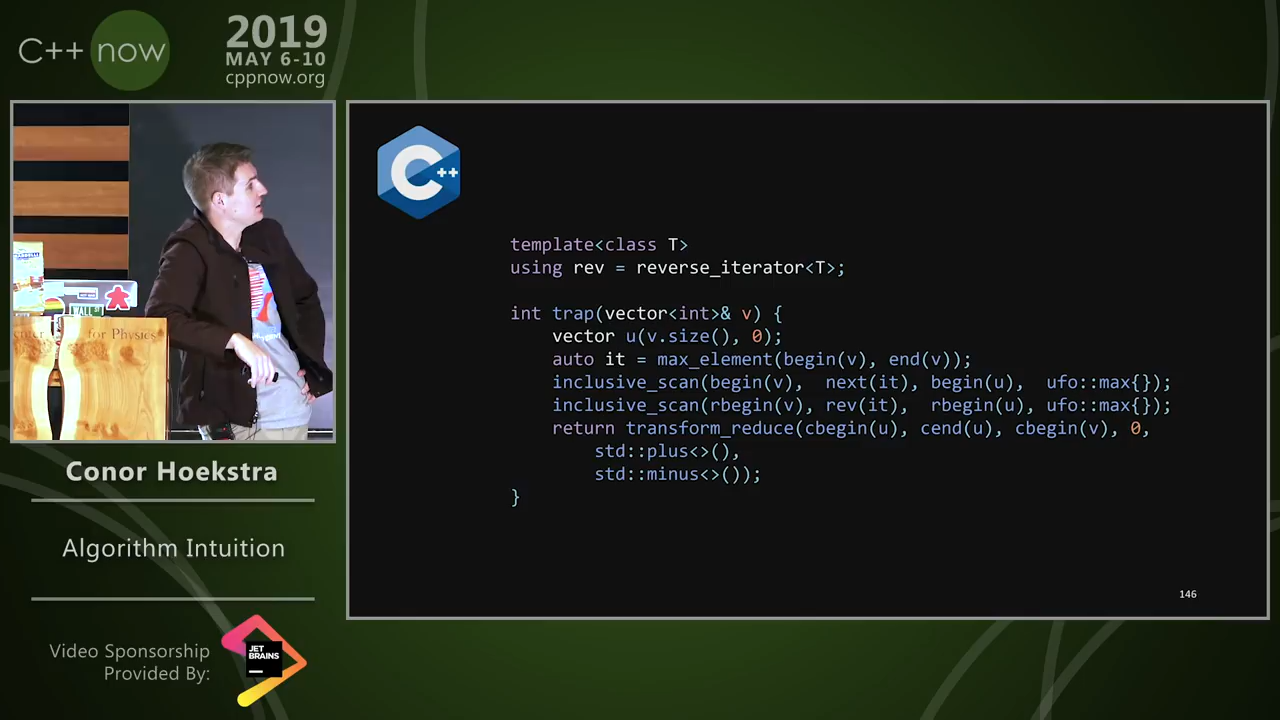 C++ now
2019
MAY 6-10
cppnow.org
for Physics
Conor Hoekstra
Algorithm Intuition
Video Sponsorship
Provided By:
JET
BRAINS
C++
template<class T>
using rev = reverse_iterator<T>;
int trap(vector<int>& v) {
vector u(v.size(), 0);
auto it = max_element(begin(v), end(v));
inclusive_scan(begin(v), next(it), begin(u), ufo::max{});
inclusive_scan(rbegin(v), rev(it), rbegin(u), ufo::max{});
return transform_reduce(cbegin(u), cend(u), cbegin(v), 0,
std::plus<>(),
std::minus<>());
}
146